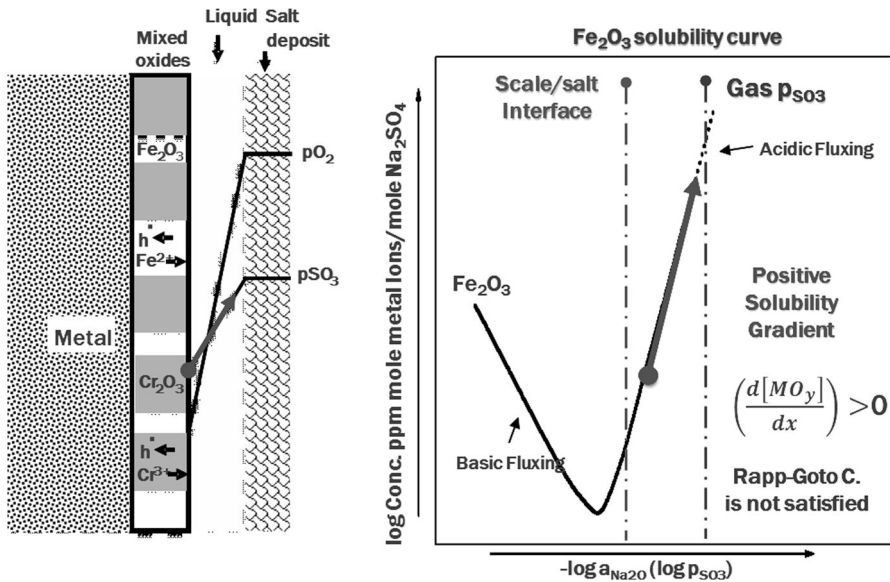 Liquid Salt
deposit
Mixed
oxides
Fe₂O₃
pO₂
h•
Fe²⁺
pSO₃
Metal
Cr₂O₃
h•
Cr³⁺
Fe₂O₃ solubility curve
Scale/salt
Interface
Gas pSO3
Acidic Fluxing
Fe₂O₃
Positive
Solubility
Gradient
(d[MOy]/dx) >0
Basic Fluxing
Rapp-Goto C.
is not satisfied
log Conc. ppm mole metal Ions/mole Na₂SO₄
-log aNa2O (log pSO3)